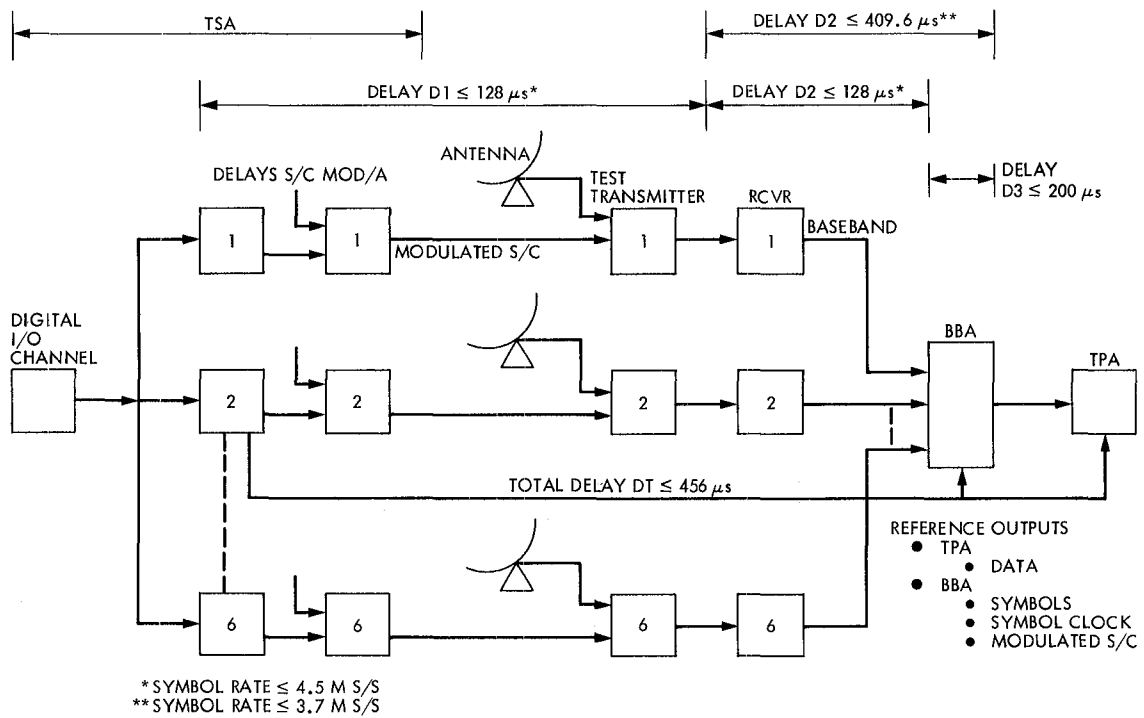 TSA
DELAY D2 ≤ 409.6 μs**
DELAY D1 ≤ 128 μs*
DELAY D2 ≤ 128 μs*
DELAY
D3 ≤ 200 μs
DELAYS S/C MOD/A
ANTENNA
TEST
TRANSMITTER
RCVR
1
1
MODULATED S/C
1
1
BASEBAND
DIGITAL
I/O
CHANNEL
BBA
TPA
2
2
2
2
TOTAL DELAY DT ≤ 456 μs
REFERENCE OUTPUTS
● TPA
● DATA
● BBA
● SYMBOLS
● SYMBOL CLOCK
● MODULATED S/C
6
6
6
6
*SYMBOL RATE ≤ 4.5 M S/S
**SYMBOL RATE ≤ 3.7 M S/S